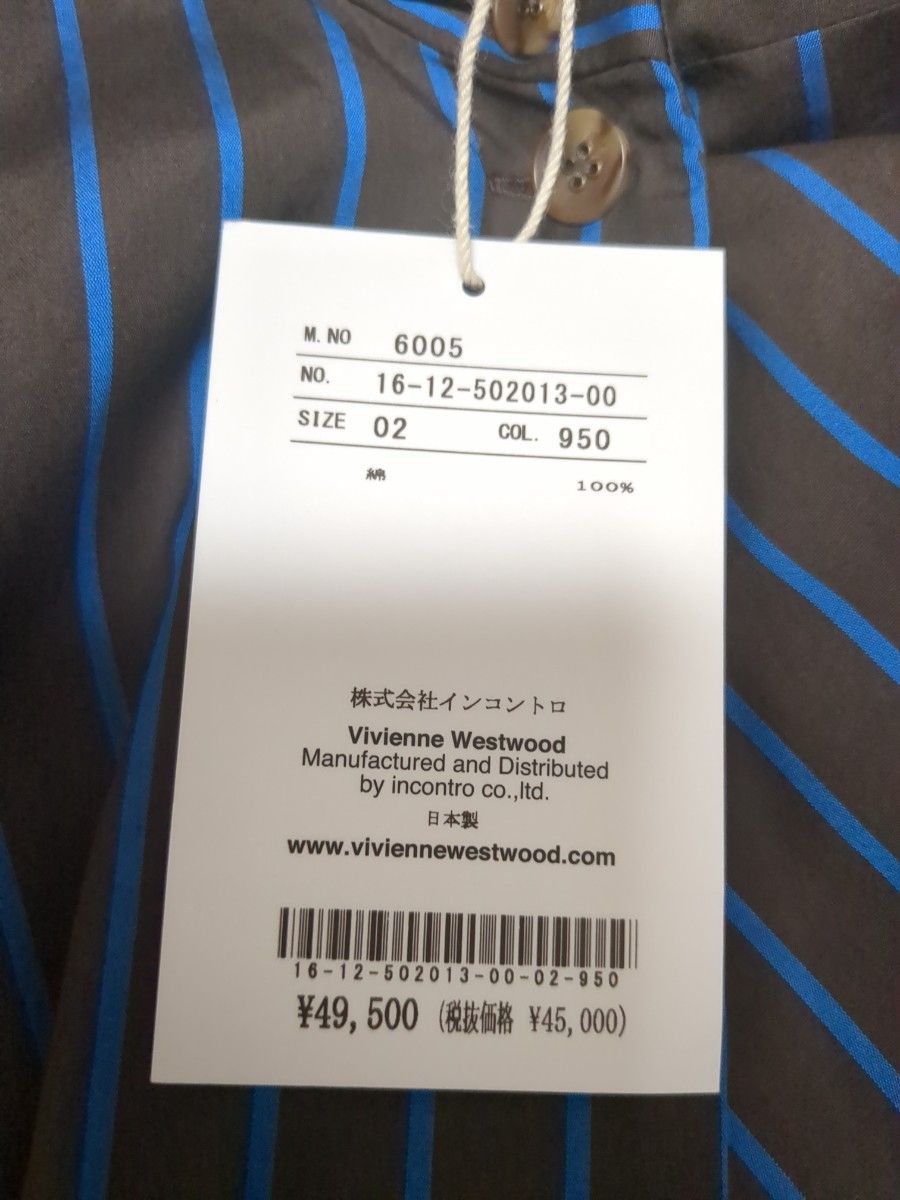 M. NO 6005
NO. 16-12-502013-00
SIZE 02 COL. 950
綿 100%
株式会社インコントロ
Vivienne Westwood
Manufactured and Distributed
by incontro co.,ltd.
日本製
www.viviennewestwood.com
16-12-502013-00-02-950
¥49,500 (税抜価格 ¥45,000)